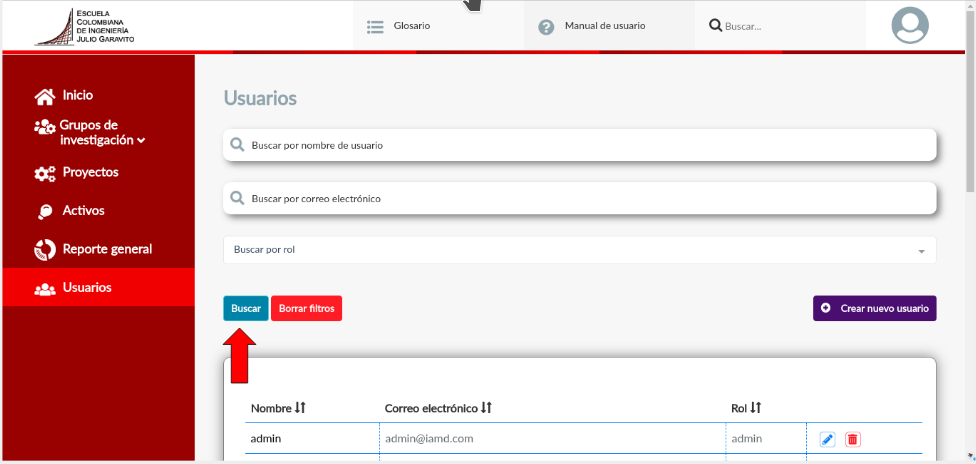 ESCUELA
COLOMBIANA
DE INGENIERÍA
JULIO GARAVITO
Glosario
Manual de usuario
Buscar...
Inicio
Grupos de
investigación
Proyectos
Activos
Reporte general
Usuarios
Usuarios
Buscar por nombre de usuario
Buscar por correo electrónico
Buscar por rol
Buscar
Borrar filtros
Crear nuevo usuario
Nombre
Correo electrónico
Rol
admin
admin@iamd.com
admin